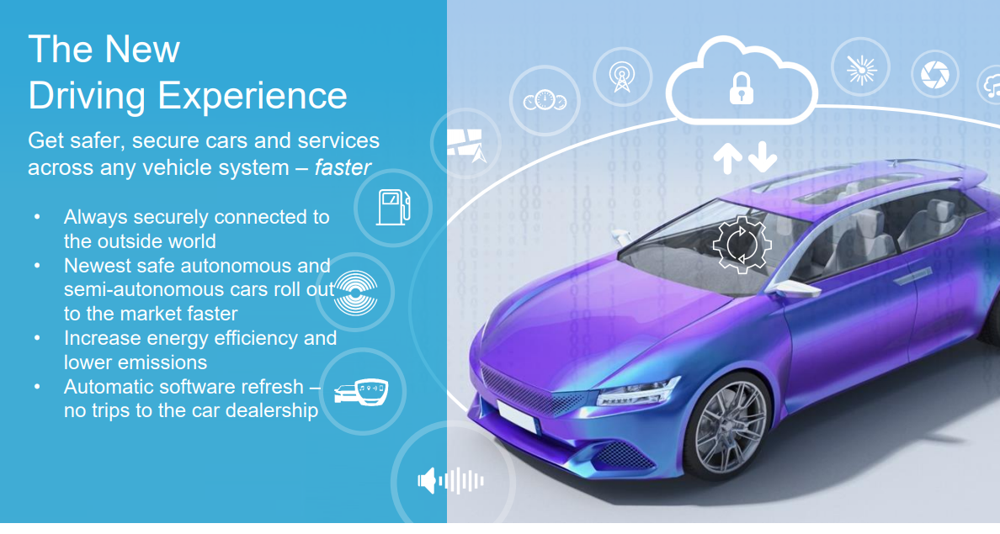 The New
Driving Experience
Get safer, secure cars and services
across any vehicle system – faster
• Always securely connected to
the outside world
• Newest safe autonomous and
semi-autonomous cars roll out
to the market faster
• Increase energy efficiency and
lower emissions
• Automatic software refresh –
no trips to the car dealership